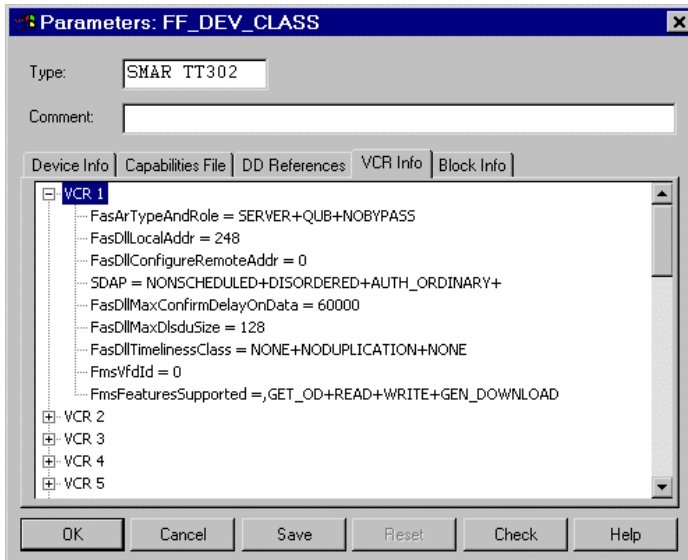 Parameters: FF_DEV_CLASS
Type: SMAR TT302
Comment:
Device Info Capabilities File DD References VCR Info Block Info
VCR 1
FasArTypeAndRole = SERVER+QUB+NOBYPASS
FasDllLocalAddr = 248
FasDllConfigureRemoteAddr = 0
SDAP = NONSCHEDULED+DISORDERED+AUTH_ORDINARY+
FasDllMaxConfirmDelayOnData = 60000
FasDllMaxDlsduSize = 128
FasDllTimelinessClass = NONE+NODUPLICATION+NONE
FmsVfdId = 0
FmsFeaturesSupported =,GET_OD+READ+WRITE+GEN_DOWNLOAD
VCR 2
VCR 3
VCR 4
VCR 5
OK Cancel Save Reset Check Help